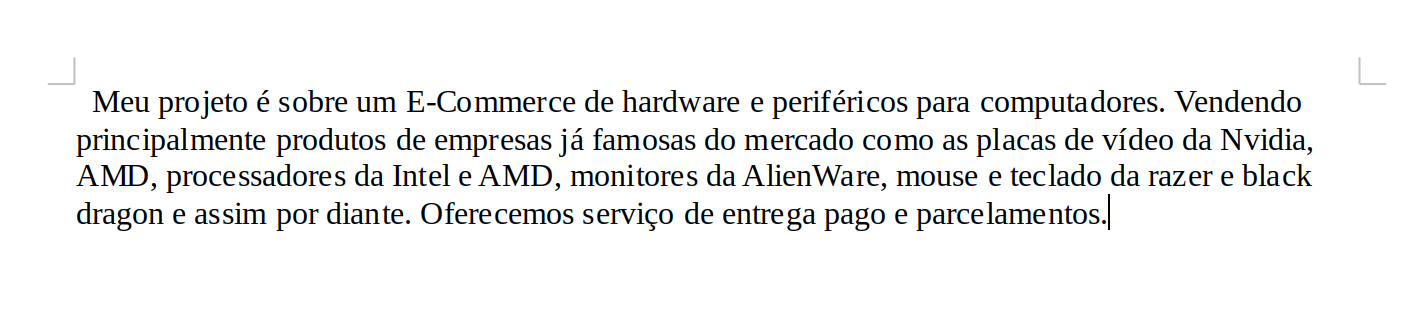 Meu projeto é sobre um E-Commerce de hardware e periféricos para computadores. Vendendo
principalmente produtos de empresas já famosas do mercado como as placas de vídeo da Nvidia,
AMD, processadores da Intel e AMD, monitores da AlienWare, mouse e teclado da razer e black
dragon e assim por diante. Oferecemos serviço de entrega pago e parcelamentos.